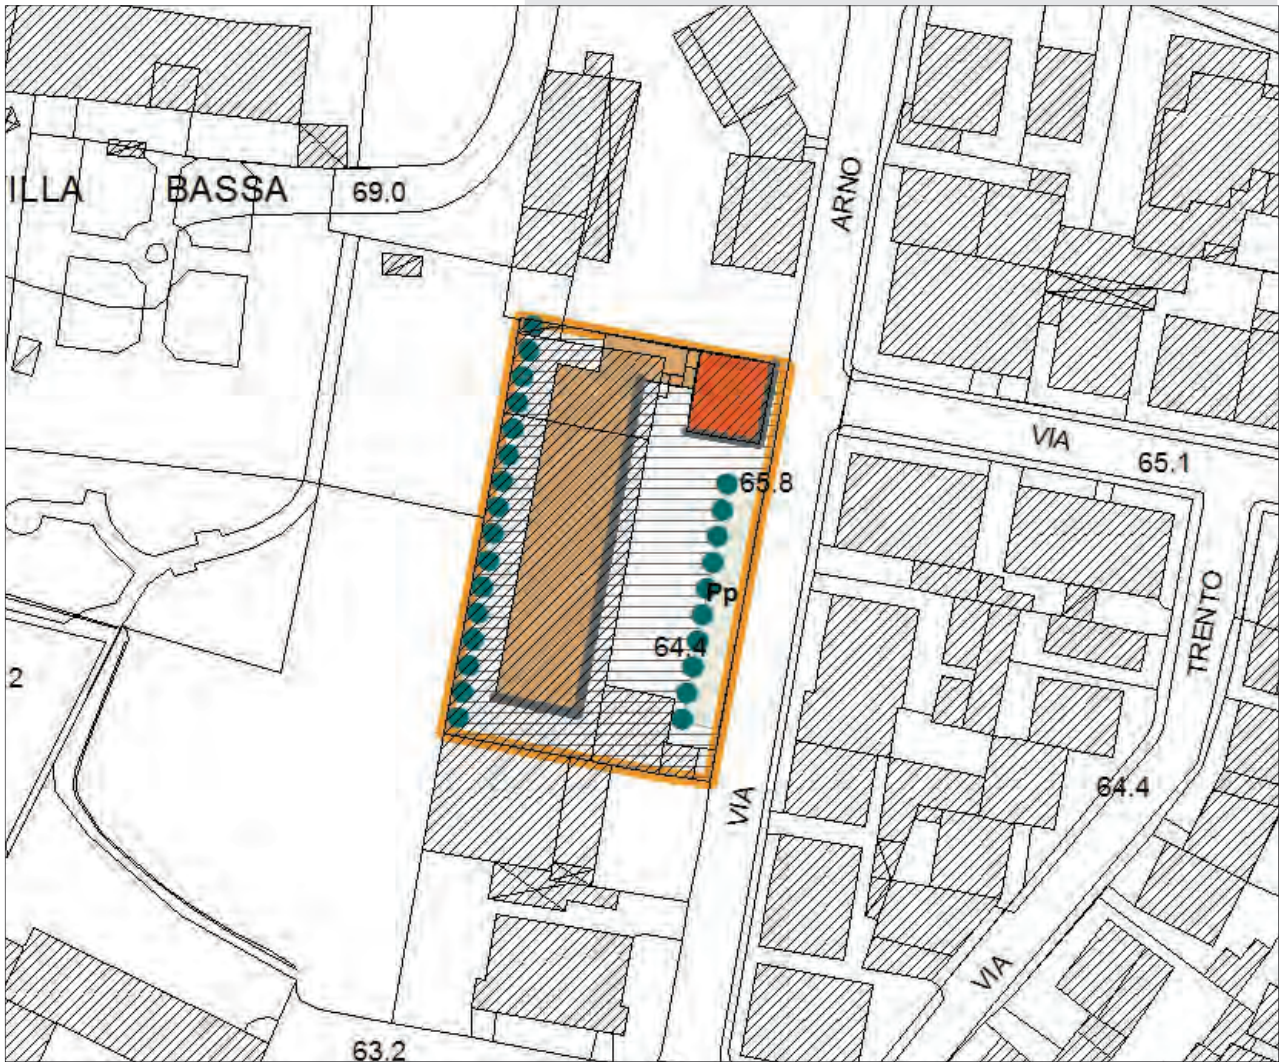 ILLA BASSA 69.0
ARNO
VIA
65.1
65.8
Pp
64.4
TRENTO
2
64.4
VIA
VIA
63.2